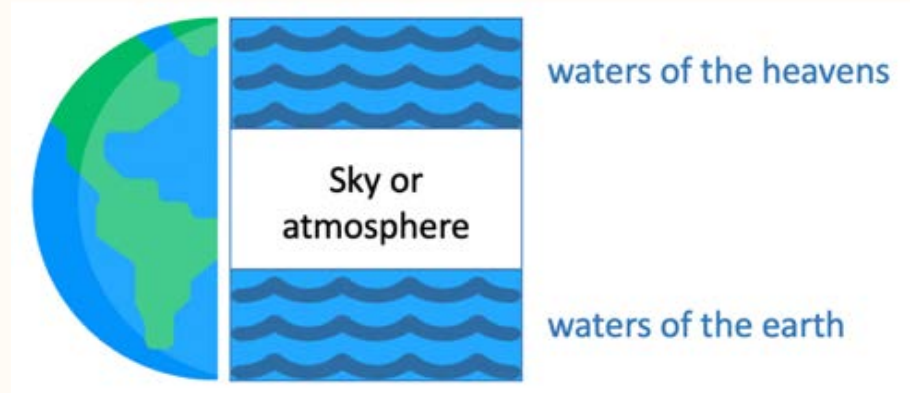 waters of the heavens
Sky or
atmosphere
waters of the earth